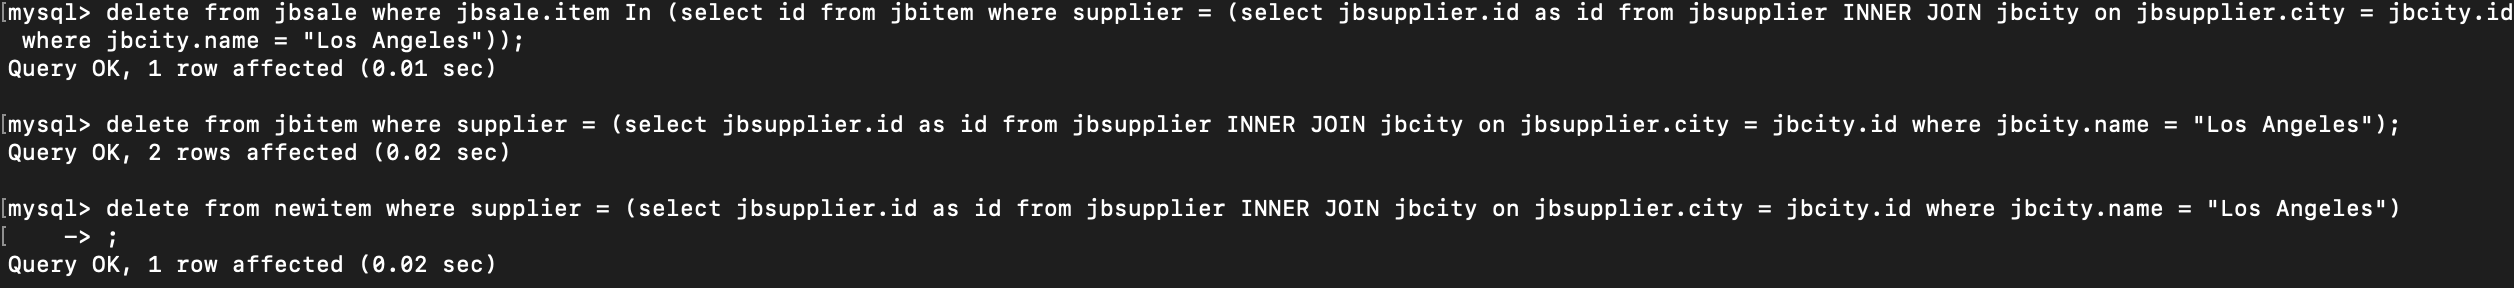 [mysql> delete from jbsale where jbsale.item In (select id from jbitem where supplier = (select jbsupplier.id as id from jbsupplier INNER JOIN jbcity on jbsupplier.city = jbcity.id
 where jbcity.name = "Los Angeles"));
Query OK, 1 row affected (0.01 sec)
[mysql> delete from jbitem where supplier = (select jbsupplier.id as id from jbsupplier INNER JOIN jbcity on jbsupplier.city = jbcity.id where jbcity.name = "Los Angeles");
Query OK, 2 rows affected (0.02 sec)
[mysql> delete from newitem where supplier = (select jbsupplier.id as id from jbsupplier INNER JOIN jbcity on jbsupplier.city = jbcity.id where jbcity.name = "Los Angeles")
[    -> ;
Query OK, 1 row affected (0.02 sec)